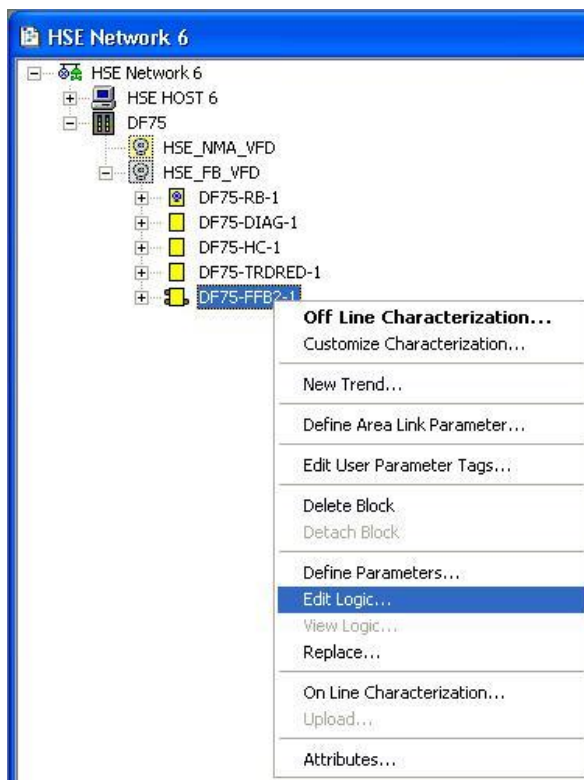 HSE Network 6
HSE Network 6
HSE HOST 6
DF75
HSE_NMA_VFD
HSE_FB_VFD
DF75-RB-1
DF75-DIAG-1
DF75-HC-1
DF75-TRDRED-1
DF75-FFB2-1
Off Line Characterization...
Customize Characterization...
New Trend...
Define Area Link Parameter...
Edit User Parameter Tags...
Delete Block
Detach Block
Define Parameters...
Edit Logic...
View Logic...
Replace...
On Line Characterization...
Upload...
Attributes...